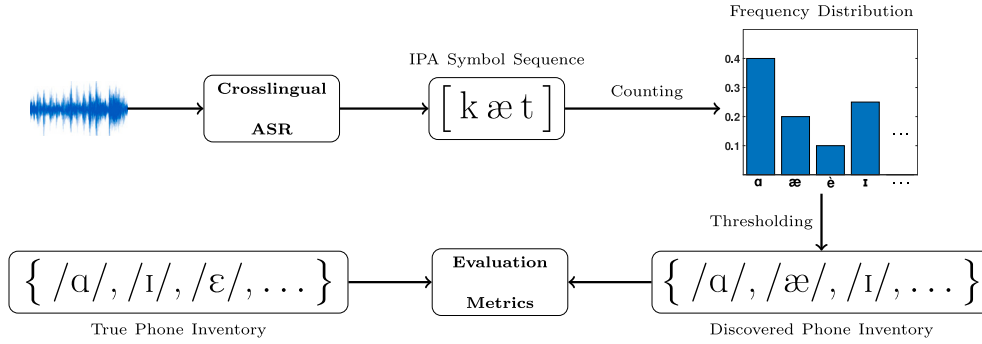 Frequency Distribution
IPA Symbol Sequence
Crosslingual
ASR
[ k æ t ]
Counting
0.4
0.3
0.2
0.1
...
ɑ æ è ɪ ...
Thresholding
{ /ɑ/, /ɪ/, /ɛ/, ... }
Evaluation
Metrics
{ /ɑ/, /æ/, /ɪ/, ... }
True Phone Inventory
Discovered Phone Inventory